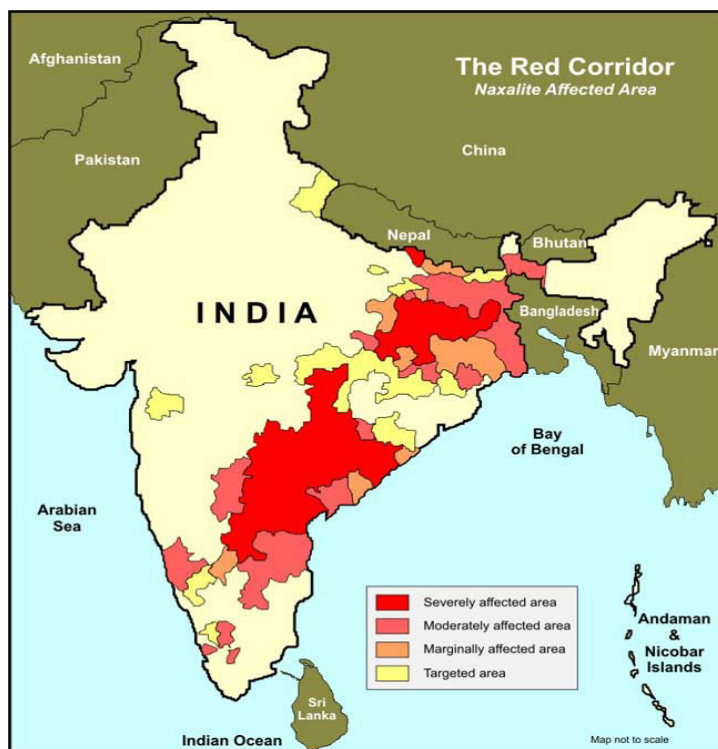 Afghanistan
The Red Corridor
Naxalite Affected Area
China
Pakistan
Nepal
Bhutan
INDIA
Bangladesh
Myanmar
Bay
of Bengal
Arabian
Sea
Severely affected area
Moderately affected area
Marginally affected area
Targeted area
Andaman
&
Nicobar
Islands
Sri
Lanka
Indian Ocean
Map not to scale